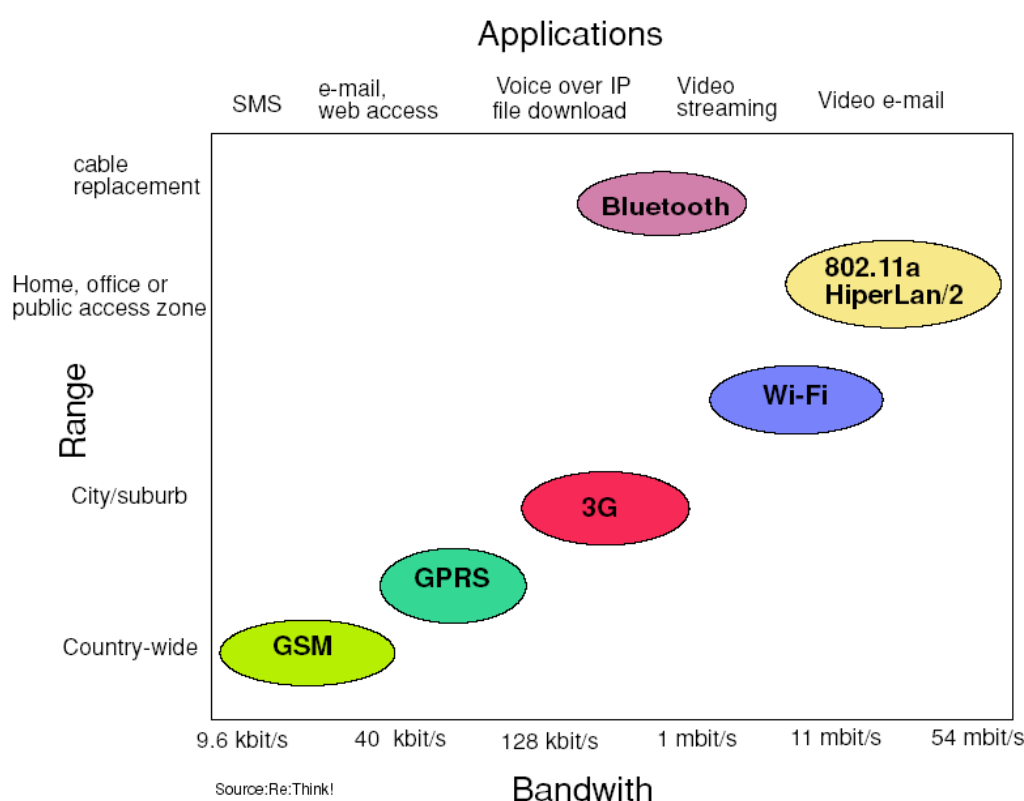 Applications
SMS
e-mail,
web access
Voice over IP
file download
Video
streaming
Video e-mail
cable
replacement
Bluetooth
Home, office or
public access zone
802.11a
HiperLan/2
Range
Wi-Fi
City/suburb
3G
GPRS
Country-wide
GSM
9.6 kbit/s
40 kbit/s
128 kbit/s
1 mbit/s
11 mbit/s
54 mbit/s
Source:Re:Think!
Bandwith